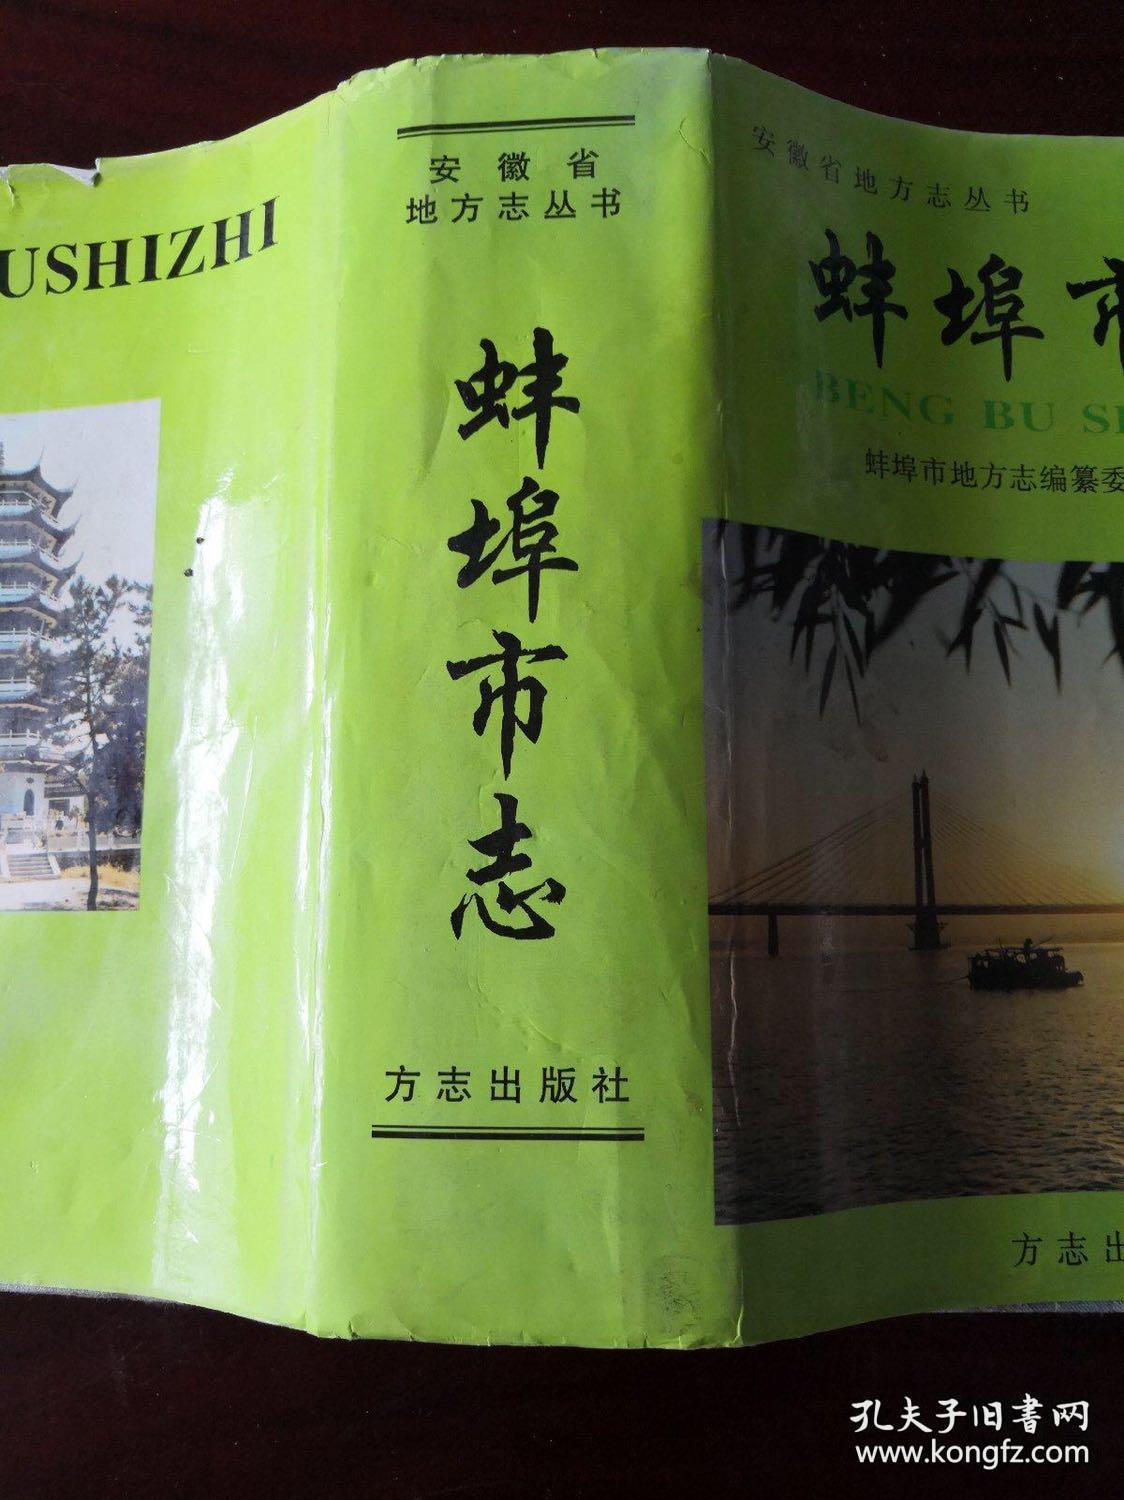 USHIZHI
安徽省
地方志丛书
蚌埠市志
方志出版社
安徽省地方志丛书
蚌埠市
BENG BU S
蚌埠市地方志编纂委
方志出
孔夫子旧書网
www.kongfz.com